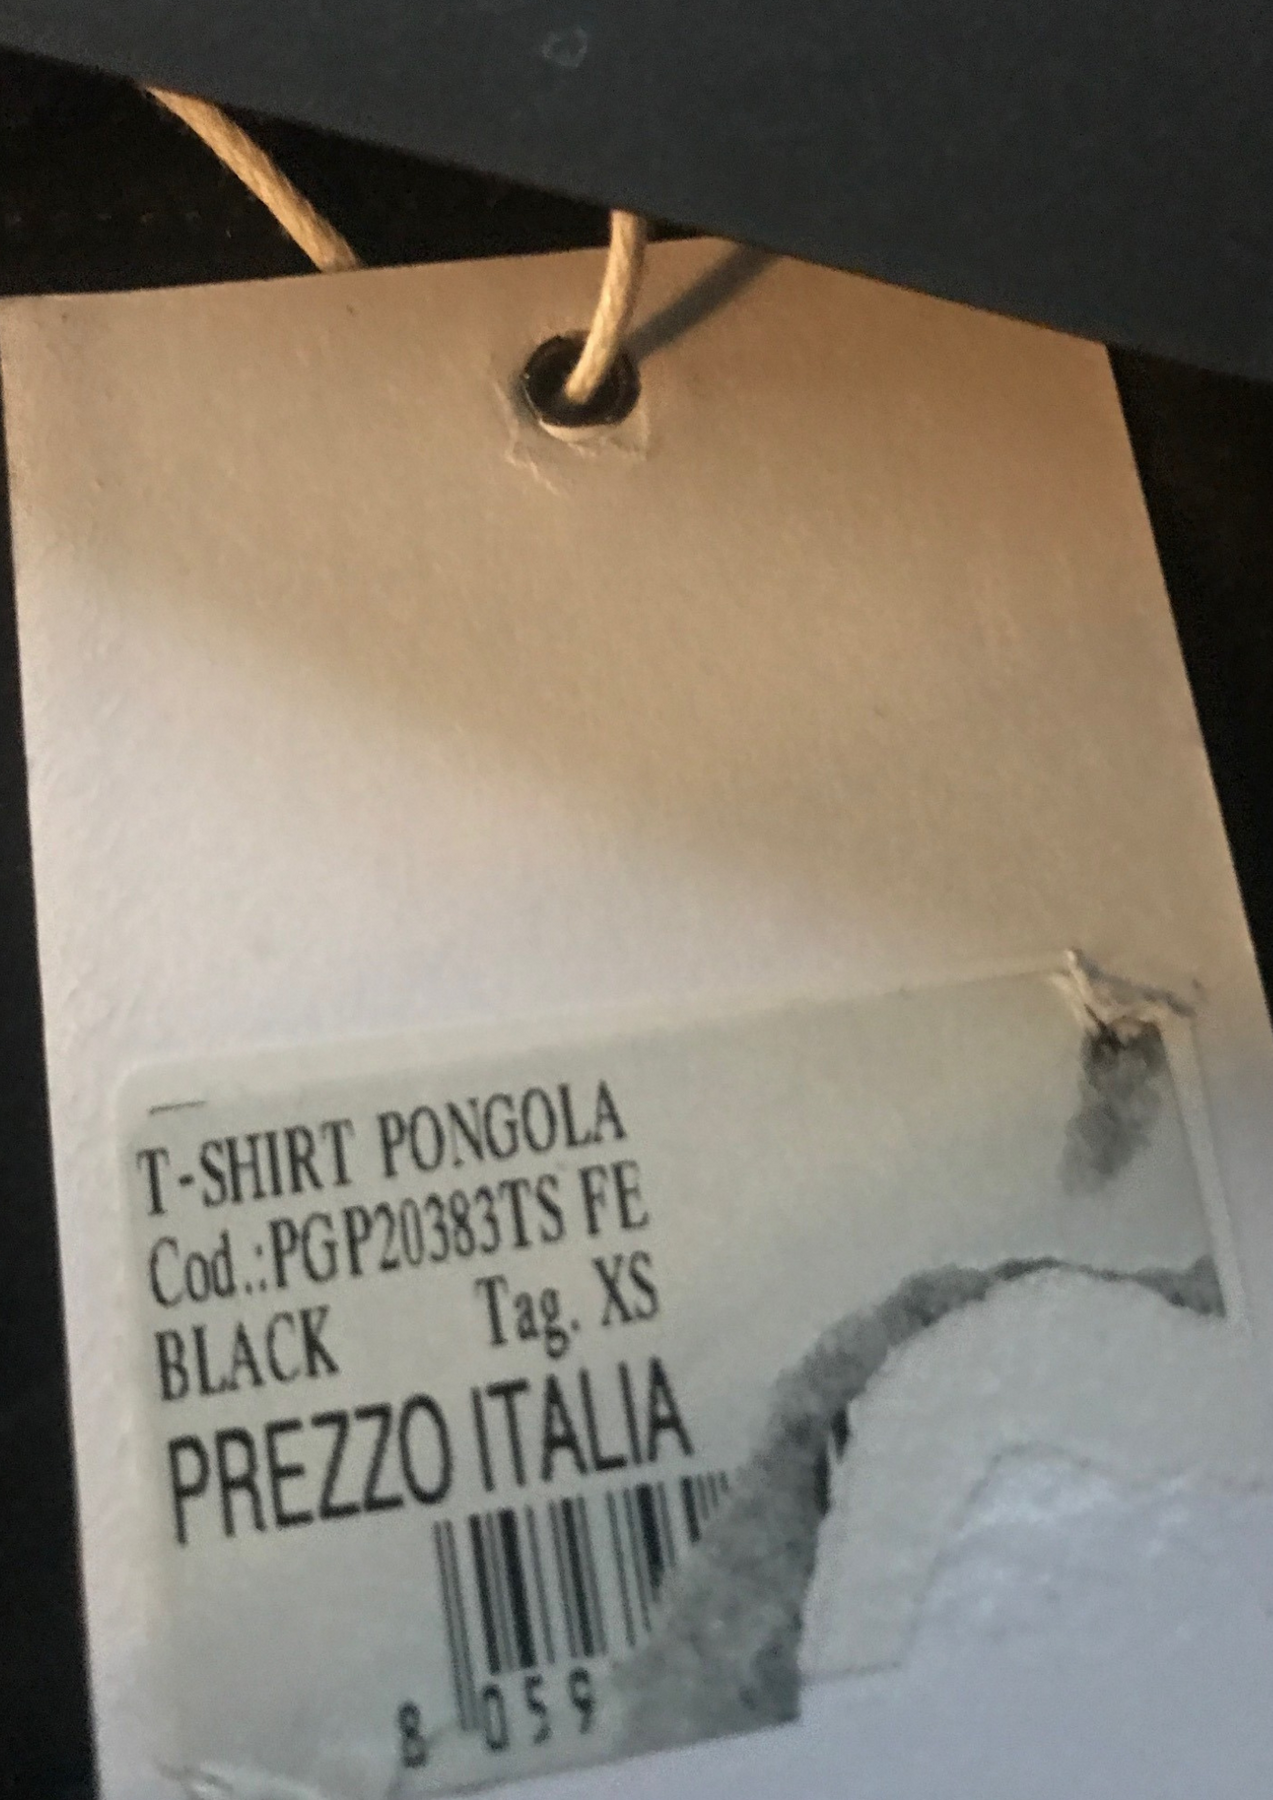 T-SHIRT PONGOLA
Cod.:PGP20383TS FE
BLACK Tag. XS
PREZZO ITALIA
8 059